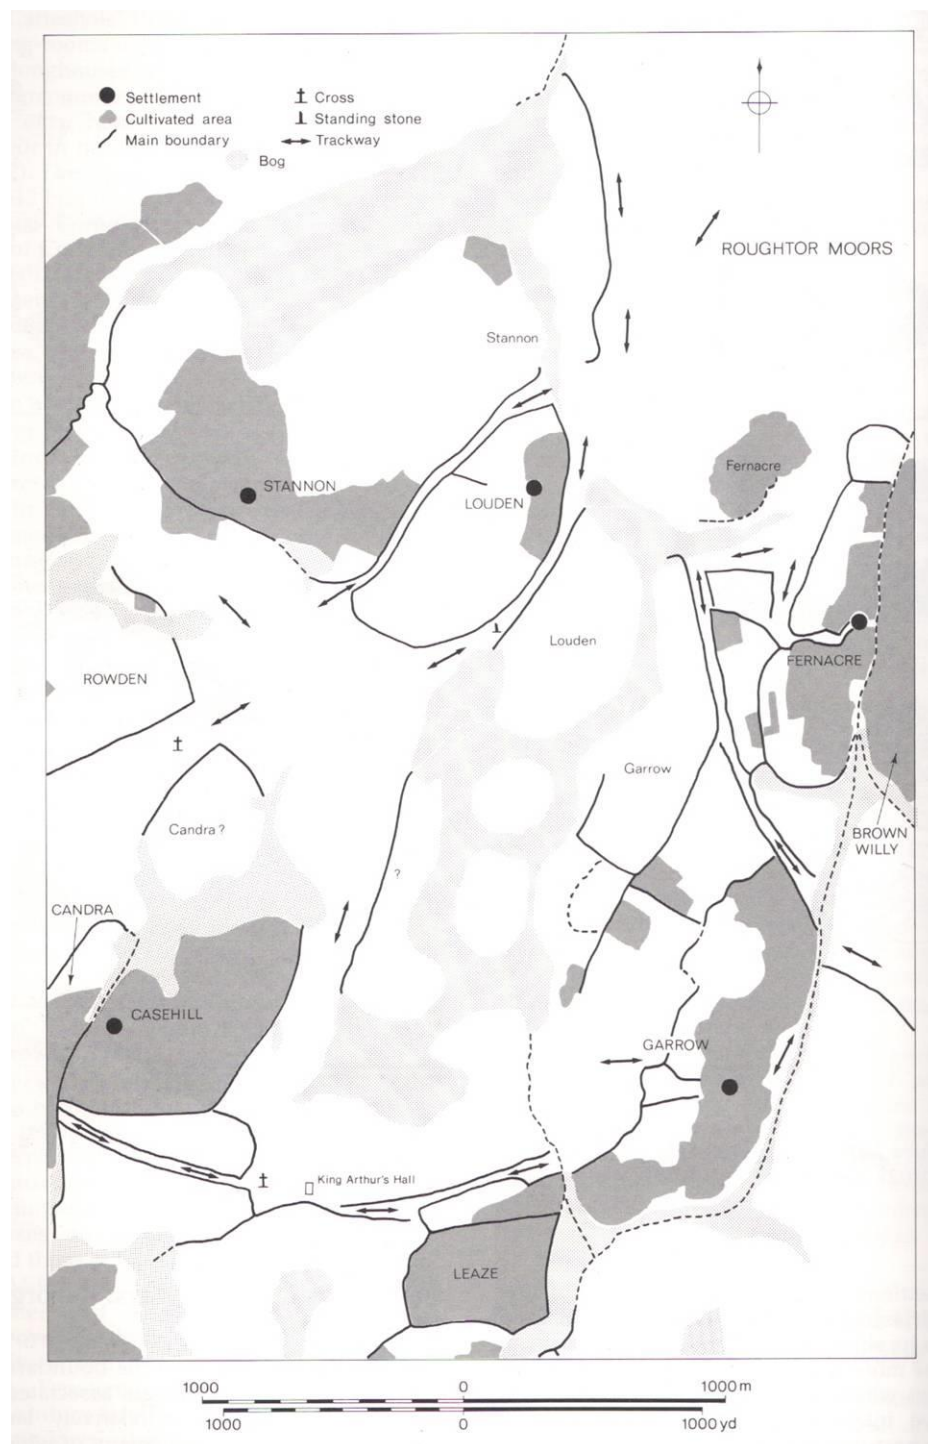 Settlement
Cultivated area
Main boundary
Bog
Cross
Standing stone
Trackway
ROUGHTOR MOORS
Stannon
STANNON
LOUDEN
Fernacre
Louden
FERNACRE
ROWDEN
Garrow
Candra ?
BROWN
WILLY
?
CANDRA
CASEHILL
GARROW
King Arthur's Hall
LEAZE
1000 0 1000 m
1000 0 1000 yd